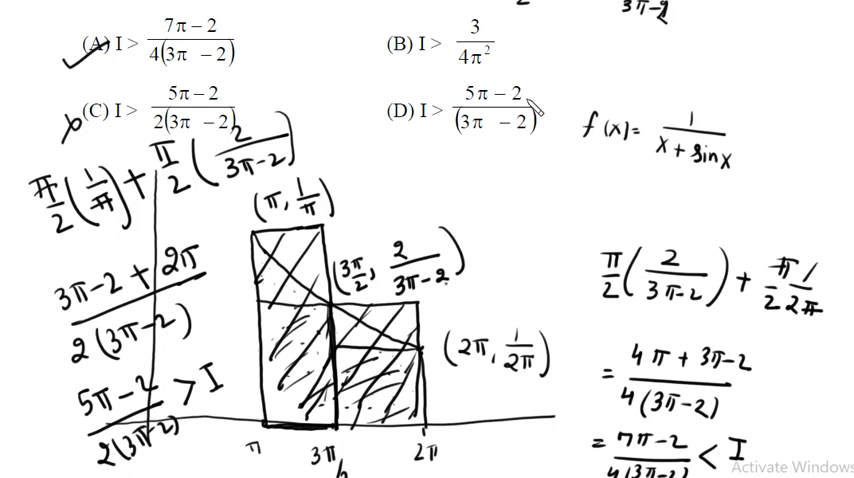 3π-2
(A) I > 7π – 2 / 4(3π – 2)
(B) I > 3 / 4π²
(C) I > 5π – 2 / 2(3π – 2)
(D) I > 5π – 2 / (3π – 2)
f(x) = 1 / x + sinx
π/2 (1/π) + π/2 (2 / 3π-2)
(π, 1/π)
(3π/2, 2 / 3π-2)
3π-2 + 2π / 2(3π-2)
π/2 (2 / 3π-2) + π/2 1/2π
(2π, 1/2π)
= 4π + 3π-2 / 4(3π-2)
5π-2 / 2(3π-2) > I
π
3π
2π
= 7π-2 / 4(3π-2) < I
Activate Windows